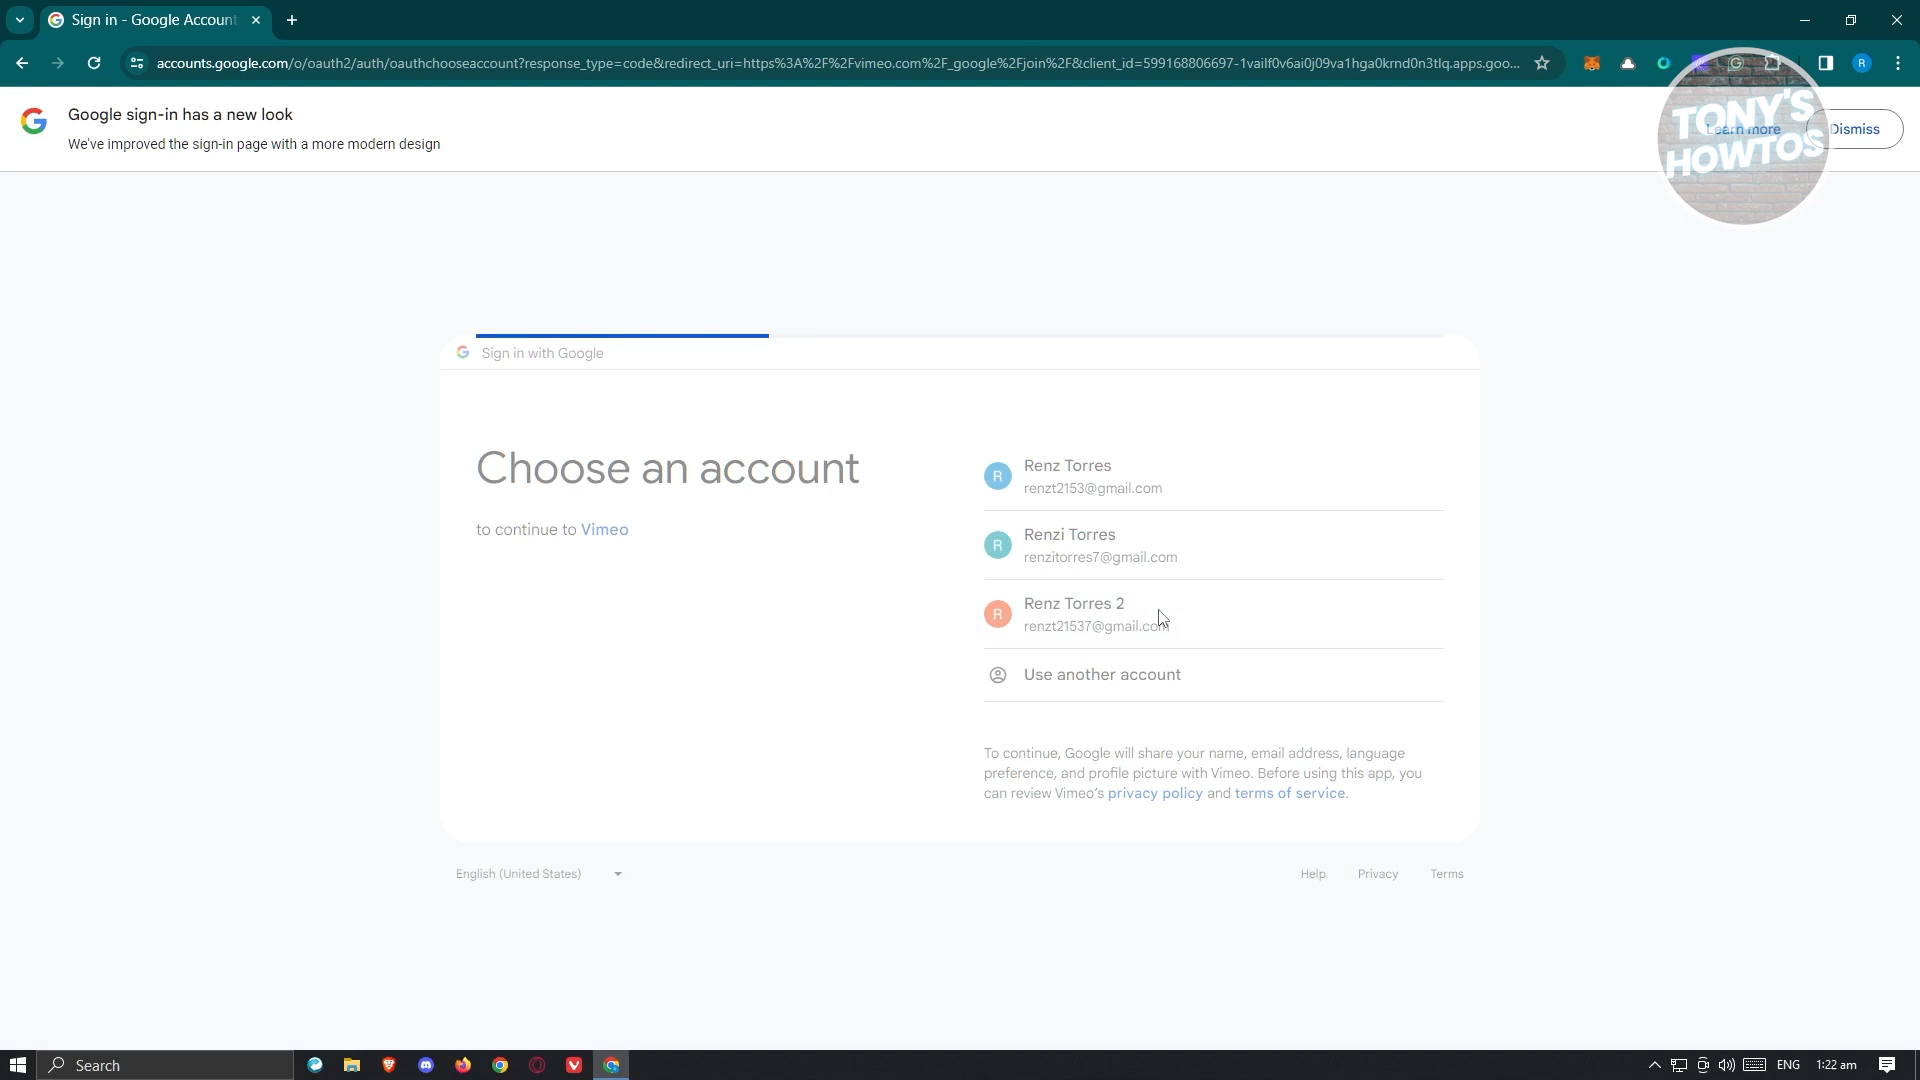 Sign in - Google Account
accounts.google.com/o/oauth2/auth/oauthchooseaccount?response_type=code&redirect_uri=https%3A%2F%2Fvimeo.com%2F_google%2Fjoin%2F&client_id=599168806697-1vailf0v6ai0j09va1hga0krnd0n3tlq.apps.goo...
R
Google sign-in has a new look
We've improved the sign-in page with a more modern design
Learn more
Dismiss
TONY'S
HOWTOS
Sign in with Google
Choose an account
to continue to Vimeo
R
Renz Torres
renzt2153@gmail.com
R
Renzi Torres
renzitorres7@gmail.com
R
Renz Torres 2
renzt21537@gmail.com
Use another account
To continue, Google will share your name, email address, language
preference, and profile picture with Vimeo. Before using this app, you
can review Vimeo's privacy policy and terms of service.
English (United States)
Help
Privacy
Terms
Search
ENG
1:22 am